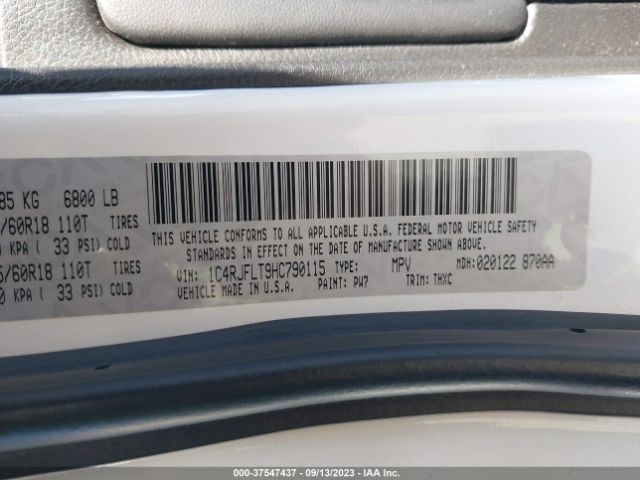 85 KG 6800 LB
/60R18 110T TIRES
KPA ( 33 PSI) COLD
/60R18 110T TIRES
0 KPA ( 33 PSI) COLD
THIS VEHICLE CONFORMS TO ALL APPLICABLE U.S.A. FEDERAL MOTOR VEHICLE SAFETY
STANDARDS IN EFFECT ON THE DATE OF MANUFACTURE SHOWN ABOVE.
VIN: 1C4RJFLT9HC790115 TYPE: MPV MDH: 020122 870AA
VEHICLE MADE IN U.S.A. PAINT: PW7 TRIM: THXC
000-37547437 - 09/13/2023 - IAA Inc.